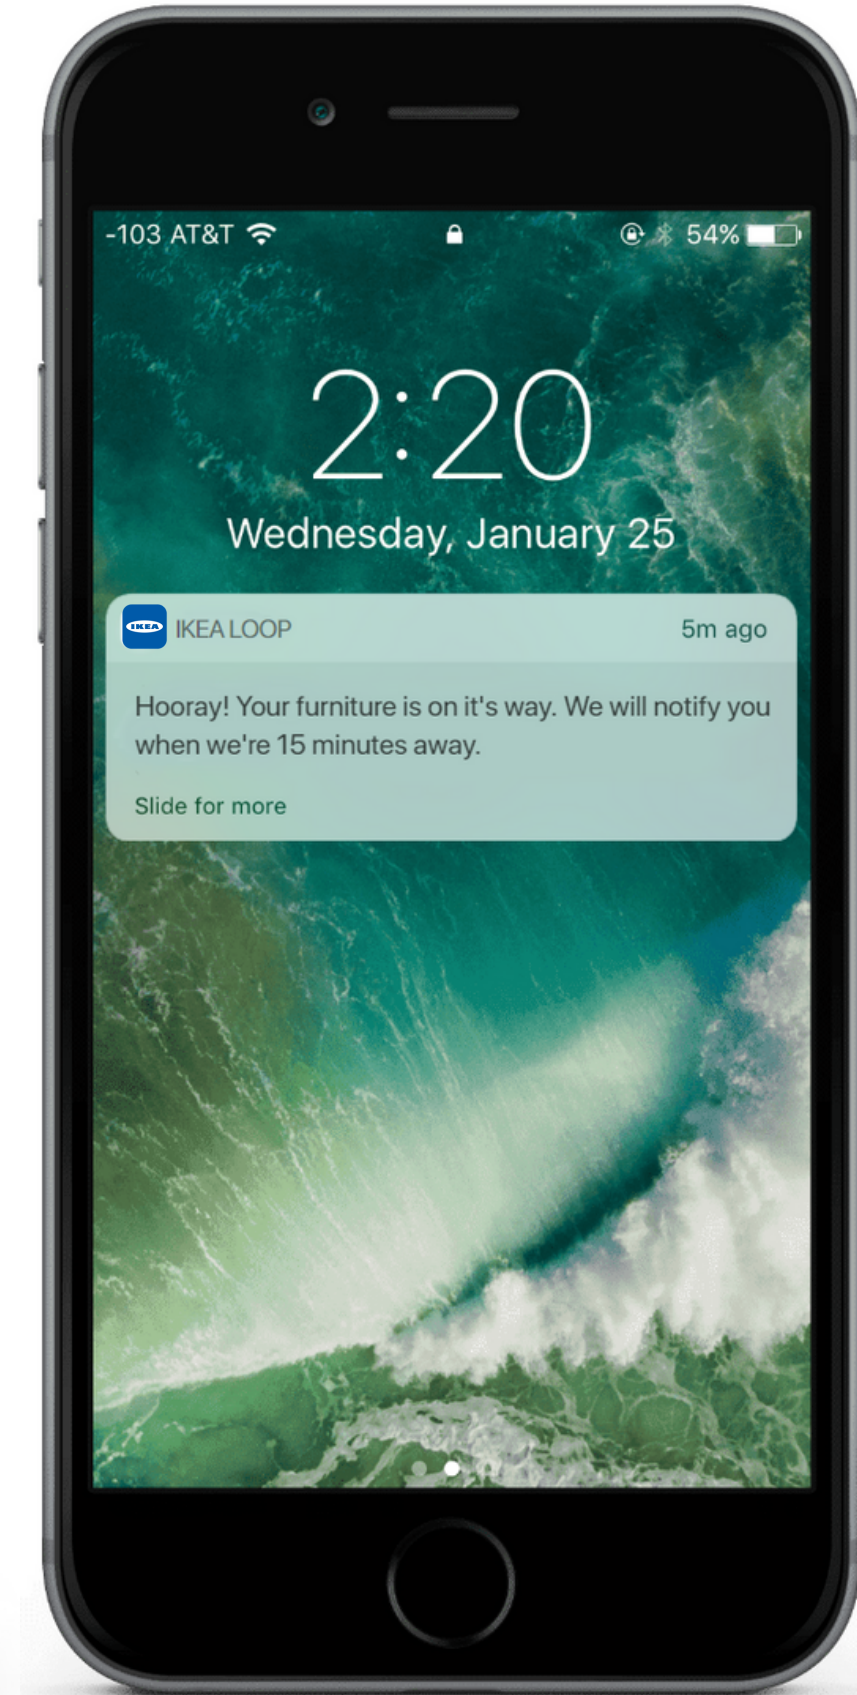 -103 AT&T 54%
2:20
Wednesday, January 25
IKEA IKEA LOOP 5m ago
Hooray! Your furniture is on it's way. We will notify you
when we're 15 minutes away.
Slide for more